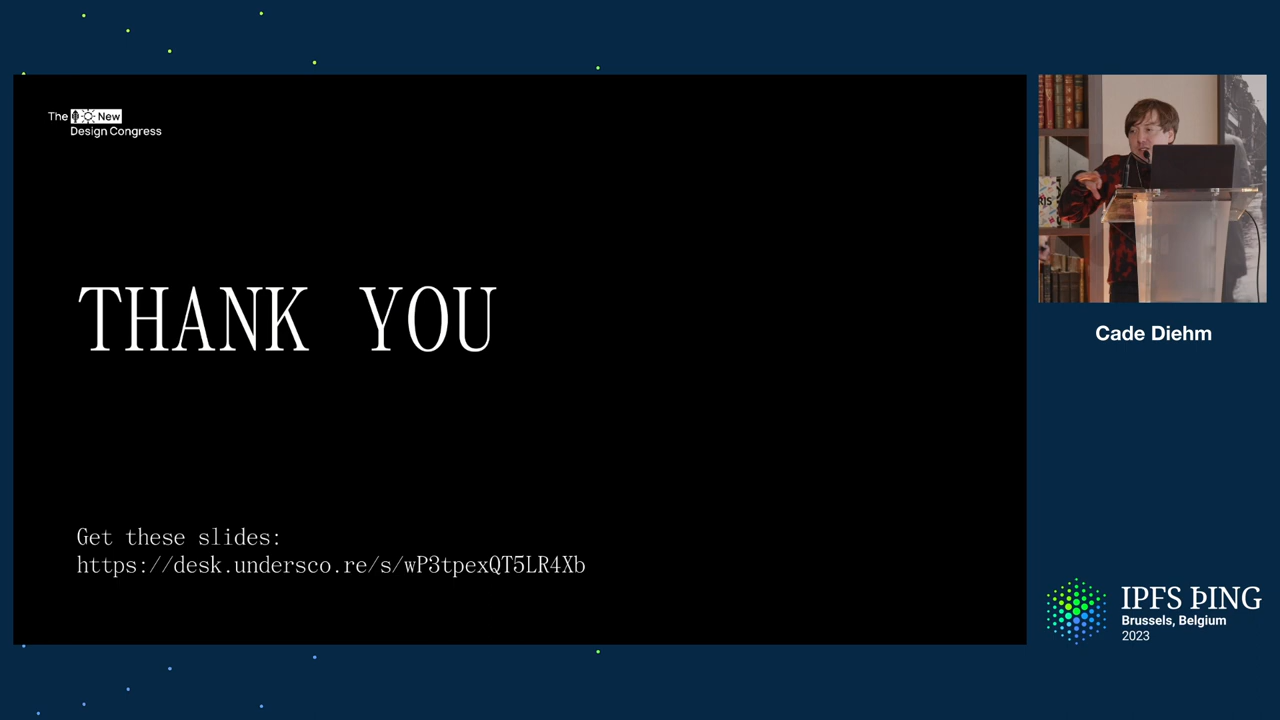 The New
Design Congress
THANK YOU
Get these slides:
https://desk.undersco.re/s/wP3tpexQT5LR4Xb
Cade Diehm
IPFS ÞING
Brussels, Belgium
2023